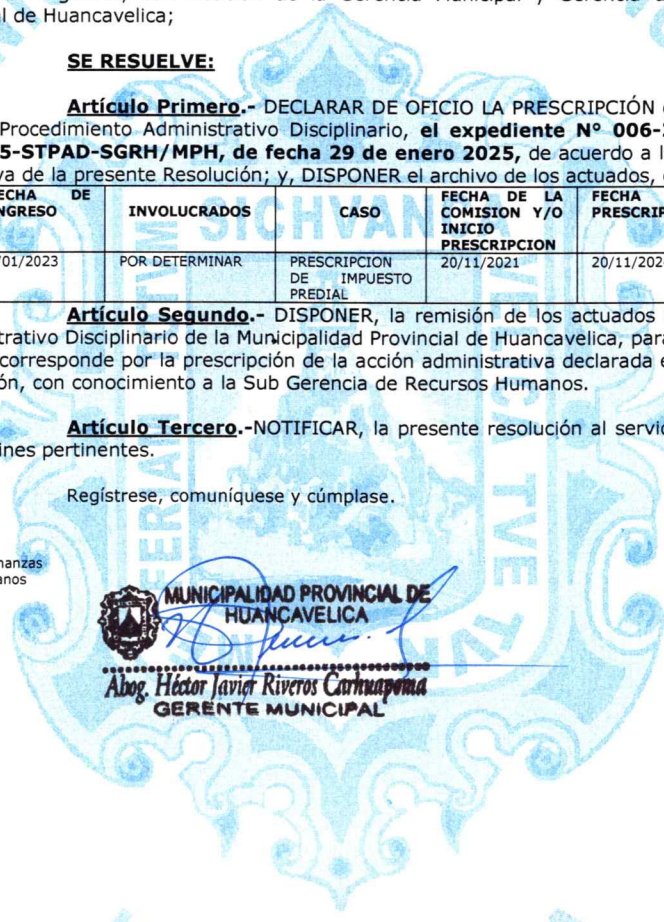 l de Huancavelica;
SE RESUELVE:
Artículo Primero.- DECLARAR DE OFICIO LA PRESCRIPCIÓN
Procedimiento Administrativo Disciplinario, el expediente Nº 006-
5-STPAD-SGRH/MPH, de fecha 29 de enero 2025, de acuerdo a l
va de la presente Resolución; y, DISPONER el archivo de los actuados,
ECHA DE NGRESO INVOLUCRADOS CASO FECHA DE LA COMISION Y/O INICIO PRESCRIPCION FECHA PRESCRIP
/01/2023 POR DETERMINAR PRESCRIPCION DE IMPUESTO PREDIAL 20/11/2021 20/11/202
Artículo Segundo.- DISPONER, la remisión de los actuados
trativo Disciplinario de la Municipalidad Provincial de Huancavelica, para
corresponde por la prescripción de la acción administrativa declarada e
ón, con conocimiento a la Sub Gerencia de Recursos Humanos.
Artículo Tercero.-NOTIFICAR, la presente resolución al servid
ines pertinentes.
Regístrese, comuníquese y cúmplase.
nanzas
anos
MUNICIPALIDAD PROVINCIAL DE
HUANCAVELICA
Abog. Héctor Javier Riveros Carhuapoma
GERENTE MUNICIPAL